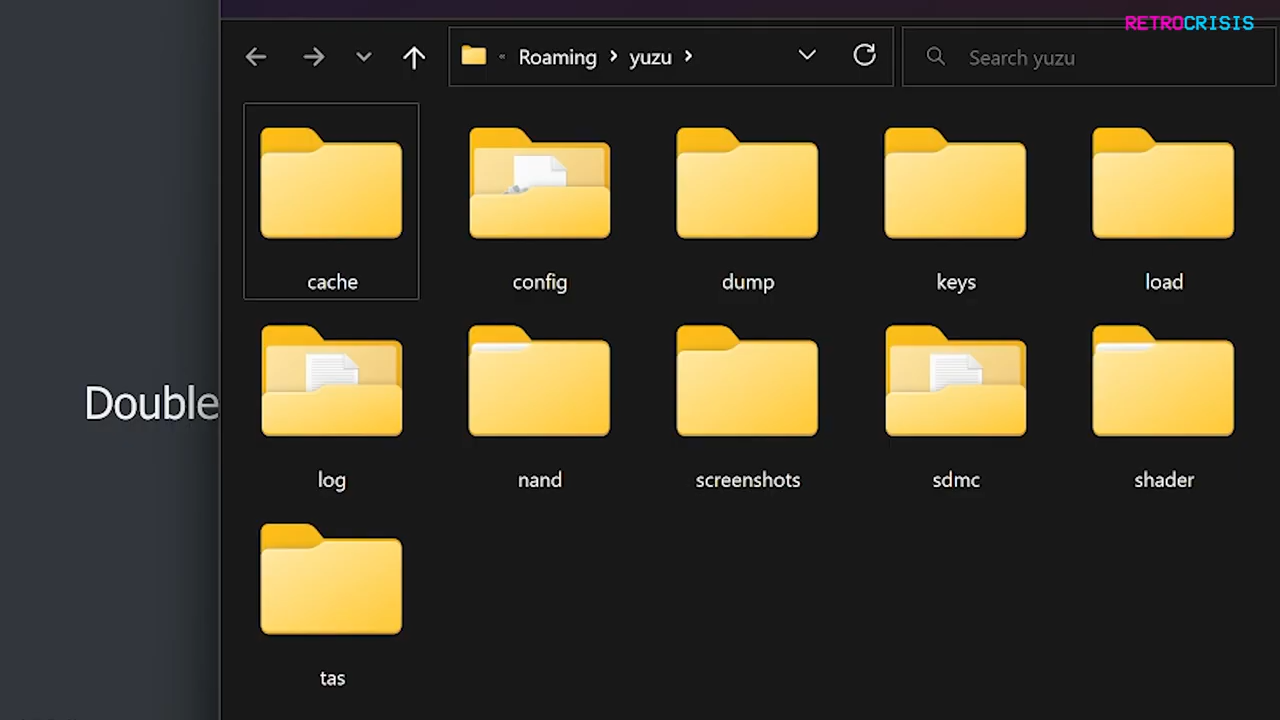 RETROCRISIS
« Roaming > yuzu >
Search yuzu
cache
config
dump
keys
load
Double
log
nand
screenshots
sdmc
shader
tas